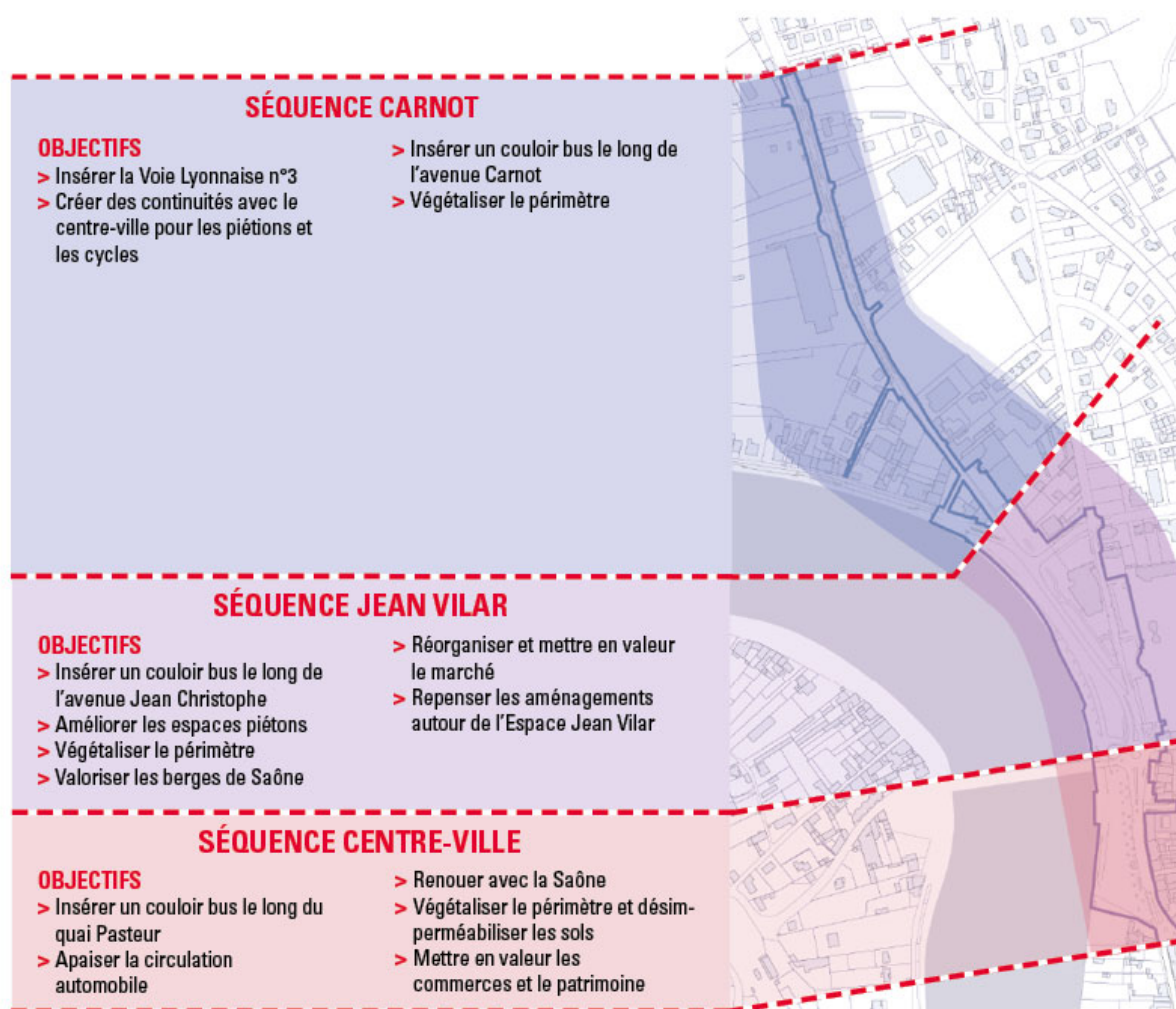 SÉQUENCE CARNOT
OBJECTIFS
> Insérer la Voie Lyonnaise n°3
> Créer des continuités avec le
centre-ville pour les piétions et
les cycles
> Insérer un couloir bus le long de
l'avenue Carnot
> Végétaliser le périmètre
SÉQUENCE JEAN VILAR
OBJECTIFS
> Insérer un couloir bus le long de
l'avenue Jean Christophe
> Améliorer les espaces piétons
> Végétaliser le périmètre
> Valoriser les berges de Saône
> Réorganiser et mettre en valeur
le marché
> Repenser les aménagements
autour de l'Espace Jean Vilar
SÉQUENCE CENTRE-VILLE
OBJECTIFS
> Insérer un couloir bus le long du
quai Pasteur
> Apaiser la circulation
automobile
> Renouer avec la Saône
> Végétaliser le périmètre et désim-
perméabiliser les sols
> Mettre en valeur les
commerces et le patrimoine